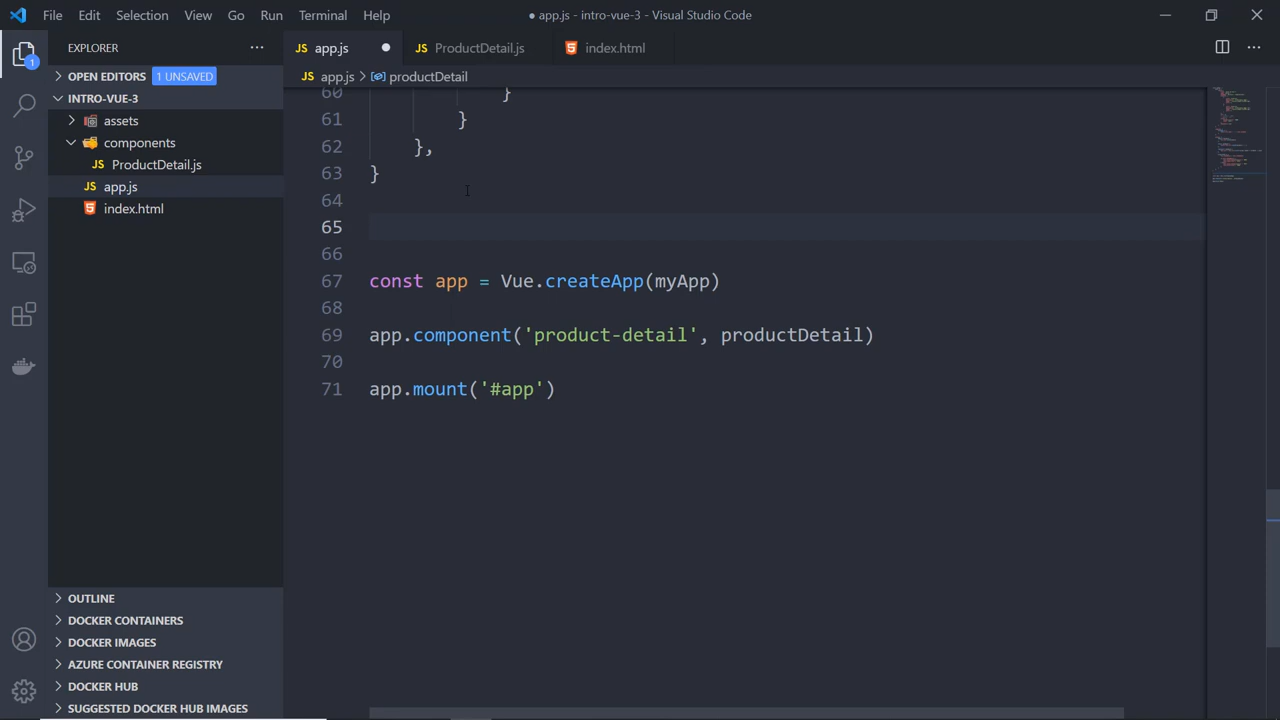 File Edit Selection View Go Run Terminal Help
● app.js - intro-vue-3 - Visual Studio Code
EXPLORER
JS app.js
JS ProductDetail.js
index.html
OPEN EDITORS 1 UNSAVED
JS app.js > productDetail
INTRO-VUE-3
assets
components
JS ProductDetail.js
JS app.js
index.html
1
60 }
61 }
62 },
63 }
64
65
66
67 const app = Vue.createApp(myApp)
68
69 app.component('product-detail', productDetail)
70
71 app.mount('#app')
OUTLINE
DOCKER CONTAINERS
DOCKER IMAGES
AZURE CONTAINER REGISTRY
DOCKER HUB
SUGGESTED DOCKER HUB IMAGES